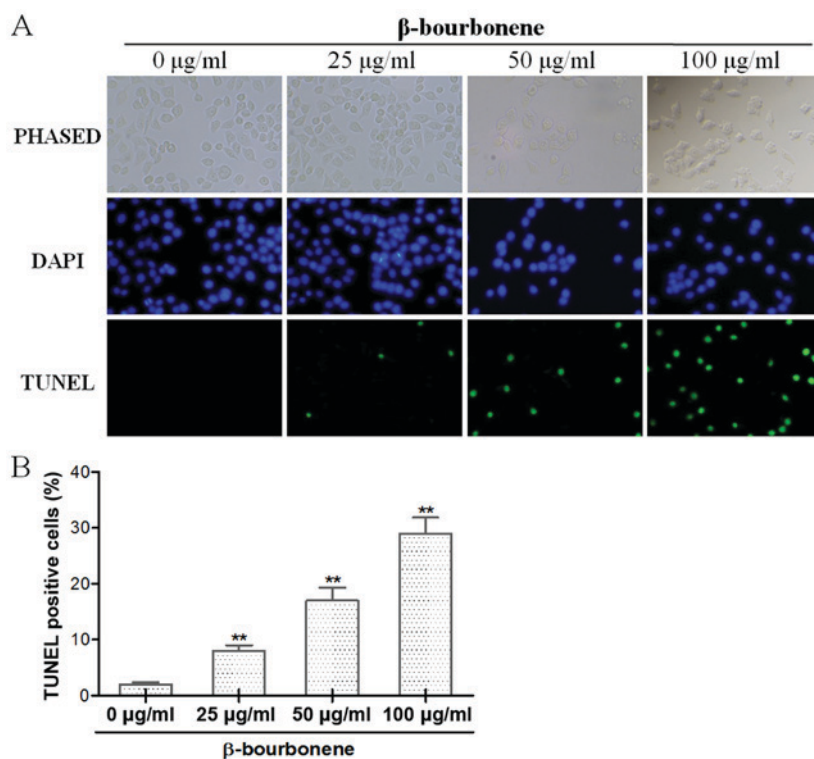 A
β-bourbonene
0 μg/ml 25 μg/ml 50 μg/ml 100 μg/ml
PHASED
DAPI
TUNEL
B
TUNEL positive cells (%)
40
30
20
10
0
**
**
**
0 μg/ml 25 μg/ml 50 μg/ml 100 μg/ml
β-bourbonene